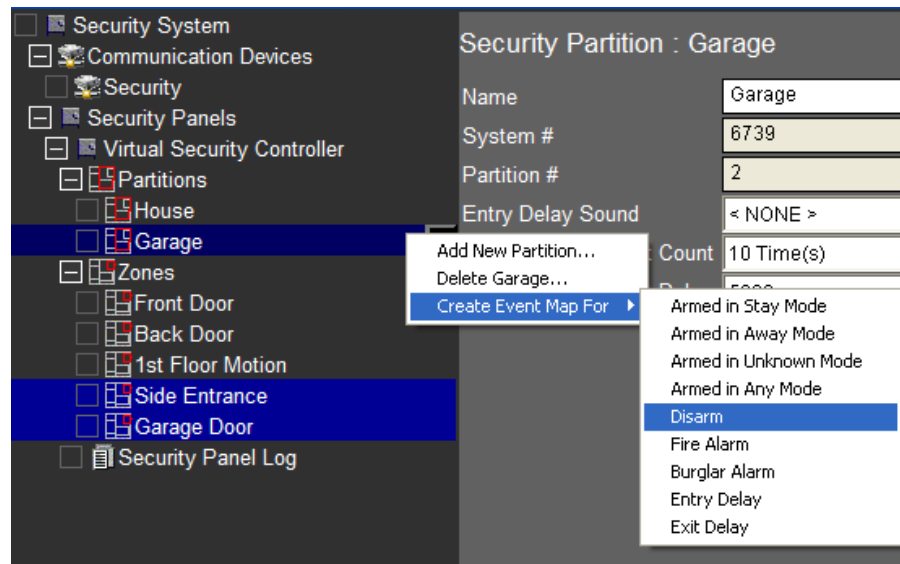 Security System
Communication Devices
Security
Security Panels
Virtual Security Controller
Partitions
House
Garage
Zones
Front Door
Back Door
1st Floor Motion
Side Entrance
Garage Door
Security Panel Log
Security Partition : Garage
Name Garage
System # 6739
Partition # 2
Entry Delay Sound < NONE >
Count 10 Time(s)
Add New Partition...
Delete Garage...
Create Event Map For
Armed in Stay Mode
Armed in Away Mode
Armed in Unknown Mode
Armed in Any Mode
Disarm
Fire Alarm
Burglar Alarm
Entry Delay
Exit Delay